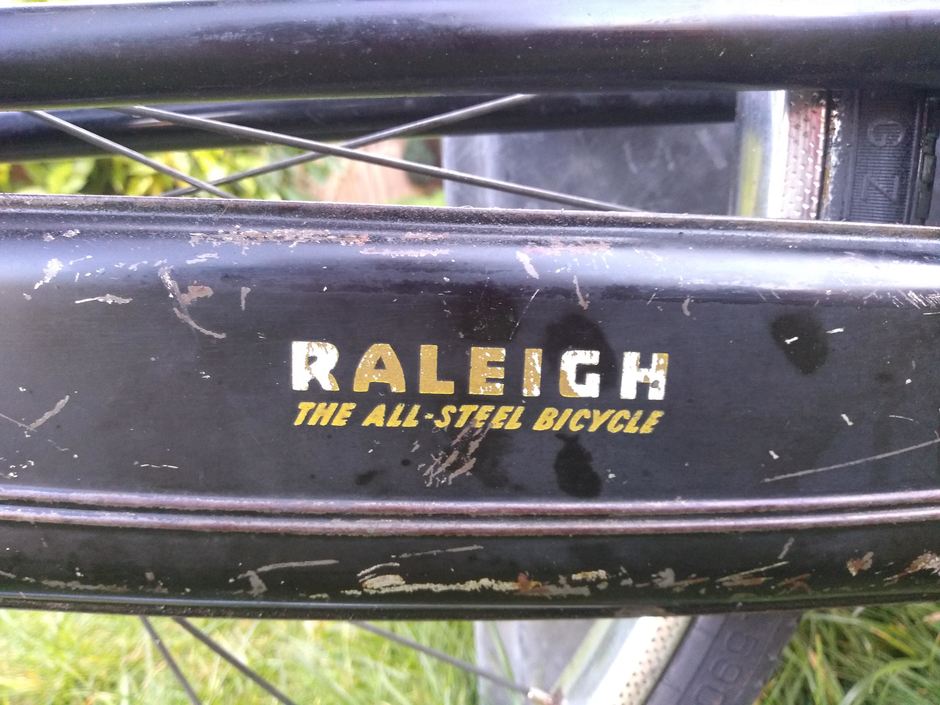 RALEIGH
THE ALL-STEEL BICYCLE